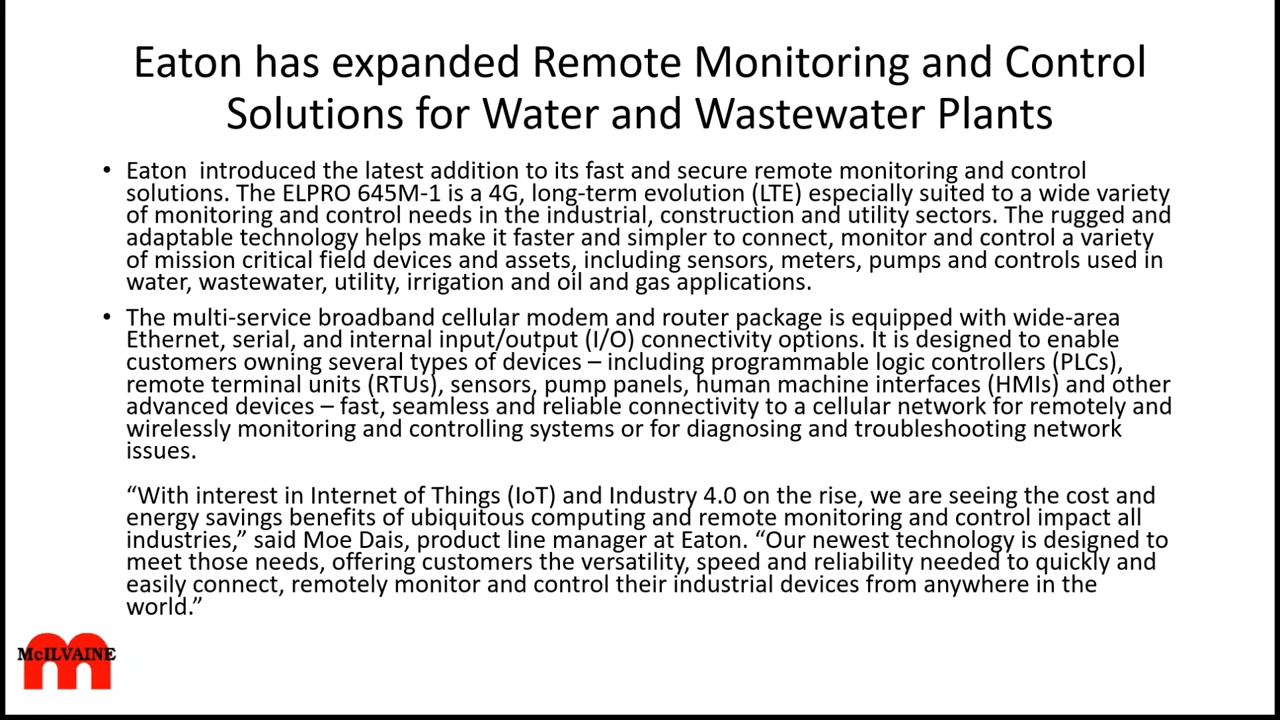 Eaton has expanded Remote Monitoring and Control
Solutions for Water and Wastewater Plants
• Eaton  introduced the latest addition to its fast and secure remote monitoring and control
solutions. The ELPRO 645M-1 is a 4G, long-term evolution (LTE) especially suited to a wide variety
of monitoring and control needs in the industrial, construction and utility sectors. The rugged and
adaptable technology helps make it faster and simpler to connect, monitor and control a variety
of mission critical field devices and assets, including sensors, meters, pumps and controls used in
water, wastewater, utility, irrigation and oil and gas applications.
• The multi-service broadband cellular modem and router package is equipped with wide-area
Ethernet, serial, and internal input/output (I/O) connectivity options. It is designed to enable
customers owning several types of devices – including programmable logic controllers (PLCs),
remote terminal units (RTUs), sensors, pump panels, human machine interfaces (HMIs) and other
advanced devices – fast, seamless and reliable connectivity to a cellular network for remotely and
wirelessly monitoring and controlling systems or for diagnosing and troubleshooting network
issues.
“With interest in Internet of Things (IoT) and Industry 4.0 on the rise, we are seeing the cost and
energy savings benefits of ubiquitous computing and remote monitoring and control impact all
industries,” said Moe Dais, product line manager at Eaton. “Our newest technology is designed to
meet those needs, offering customers the versatility, speed and reliability needed to quickly and
easily connect, remotely monitor and control their industrial devices from anywhere in the
world.”
McILVAINE